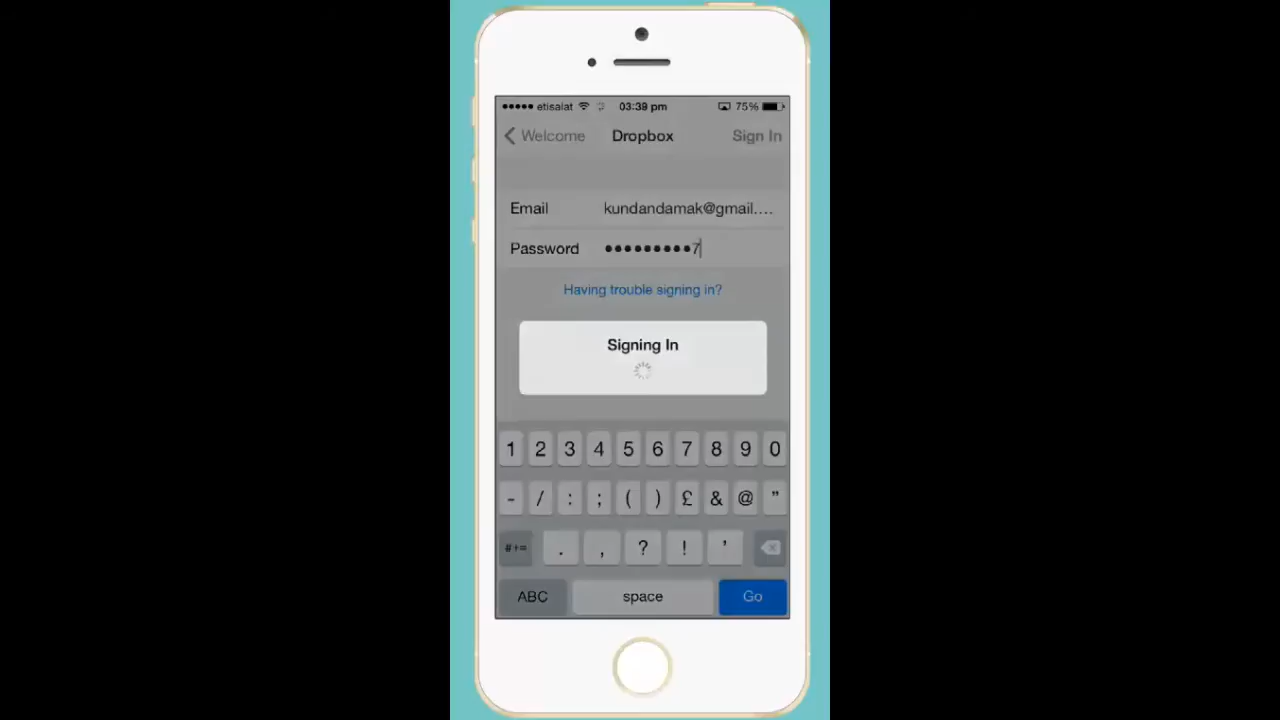 ●●●●● etisalat 03:39 pm 75%
Welcome Dropbox Sign In
Email kundandamak@gmail....
Password ●●●●●●●●●7
Having trouble signing in?
Signing In
1 2 3 4 5 6 7 8 9 0
- / : ; ( ) £ & @ "
#+= . , ? ! '
ABC space Go